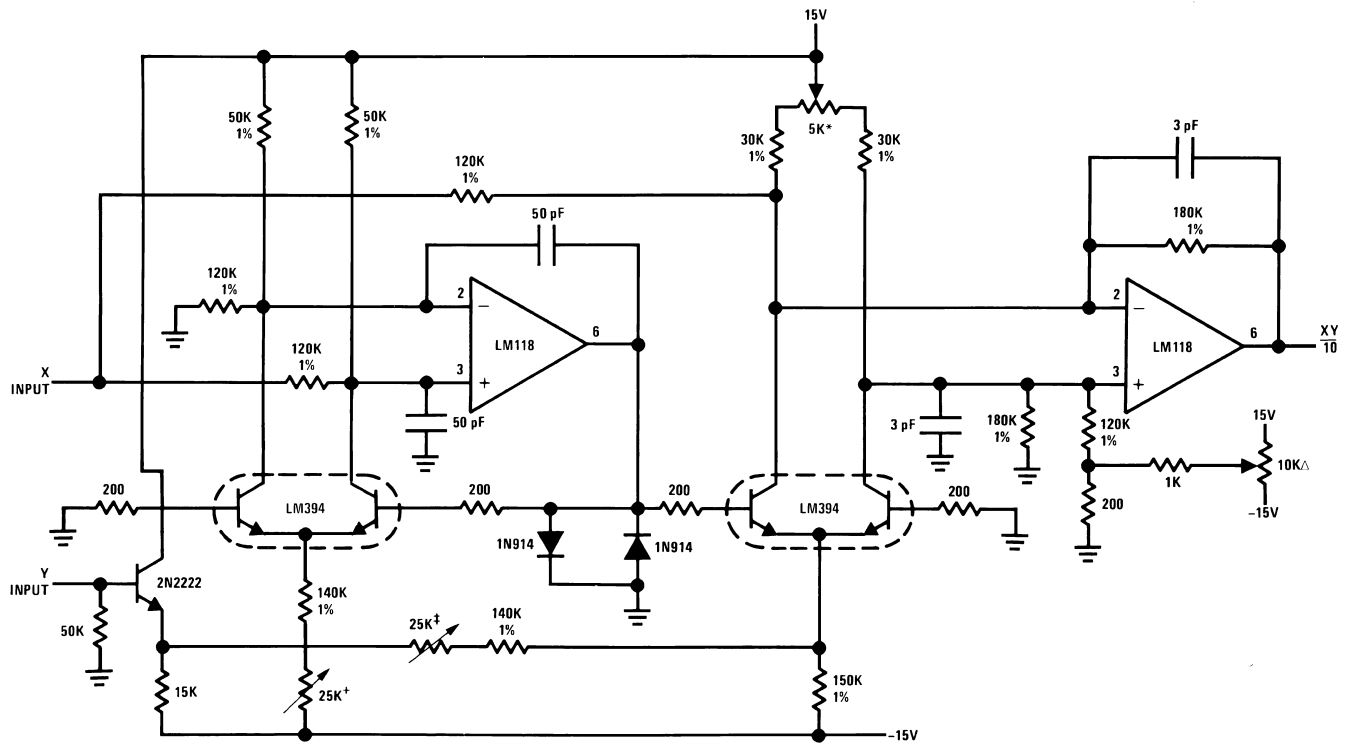 15V
50K
1%
50K
1%
5K*
30K
1%
30K
1%
3 pF
120K
1%
180K
1%
50 pF
120K
1%
2
−
LM118
6
3
+
120K
1%
X
INPUT
50 pF
2
−
LM118
6
3
+
XY
10
3 pF
180K
1%
120K
1%
15V
10KΔ
1K
−15V
200
200
LM394
200
200
LM394
200
1N914
1N914
Y
INPUT
2N2222
50K
140K
1%
25K‡
140K
1%
15K
25K+
150K
1%
−15V